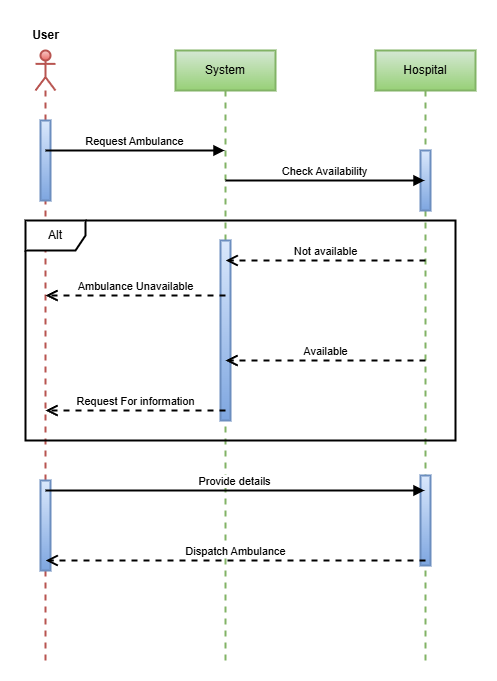 User
System
Hospital
Request Ambulance
Check Availability
Alt
Not available
Ambulance Unavailable
Available
Request For information
Provide details
Dispatch Ambulance